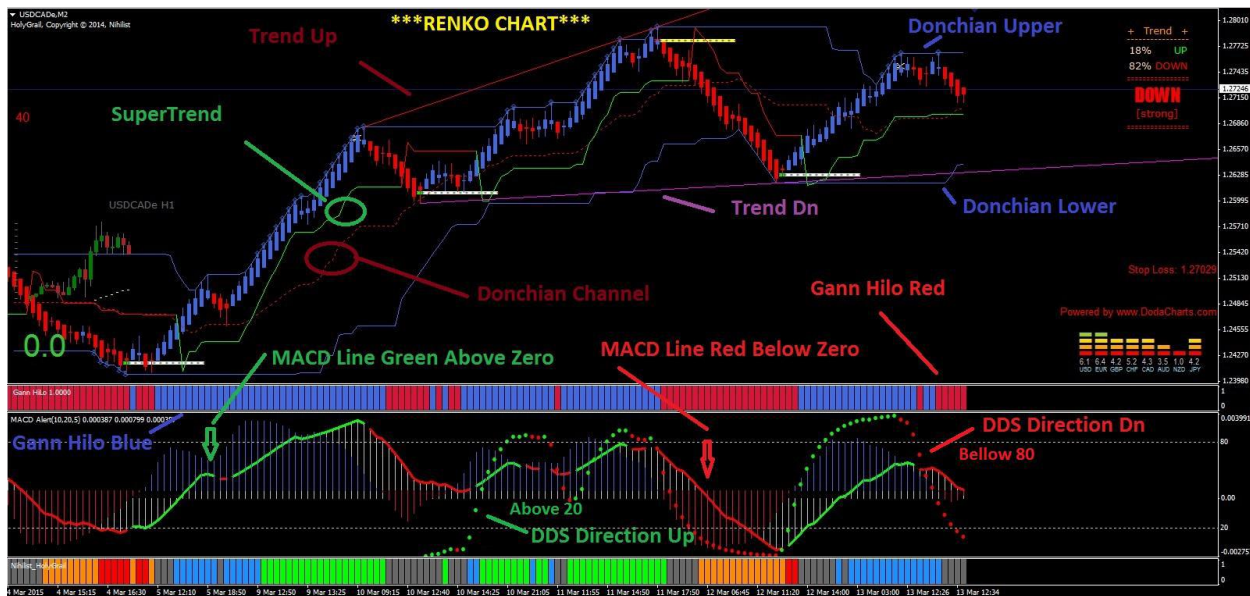 USDCADe,M2
HolyGrail, Copyright © 2014, Nihilist
***RENKO CHART***
Trend Up
Donchian Upper
+ Trend +
18% UP
82% DOWN
DOWN
[strong]
40
SuperTrend
USDCADe H1
Trend Dn
Donchian Lower
Donchian Channel
Stop Loss: 1.27029
Gann Hilo Red
Powered by www.DodaCharts.com
0.0
MACD Line Green Above Zero
MACD Line Red Below Zero
6.1 6.4 4.2 5.2 4.3 3.5 1.0 4.2
USD EUR GBP CHF CAD AUD NZD JPY
1.28010
1.27725
1.27435
1.27246
1.27150
1.26860
1.26570
1.26285
1.25995
1.25710
1.25420
1.25130
1.24845
1.24555
1.24270
1.23980
Gann HiLo 1.0000
1
0
MACD Alert(10,20,5) 0.000387 0.000799
Gann Hilo Blue
DDS Direction Dn
Bellow 80
Above 20
DDS Direction Up
0.003991
80
0.00
20
-0.00275
Nihilist_HolyGrail
1
0
4 Mar 2015
4 Mar 15:15
4 Mar 16:30
5 Mar 12:10
5 Mar 18:50
9 Mar 12:50
9 Mar 13:25
10 Mar 09:15
10 Mar 12:40
10 Mar 14:50
10 Mar 21:05
11 Mar 11:55
11 Mar 14:50
11 Mar 17:50
12 Mar 06:45
12 Mar 11:20
12 Mar 14:00
13 Mar 03:00
13 Mar 12:26
13 Mar 12:34